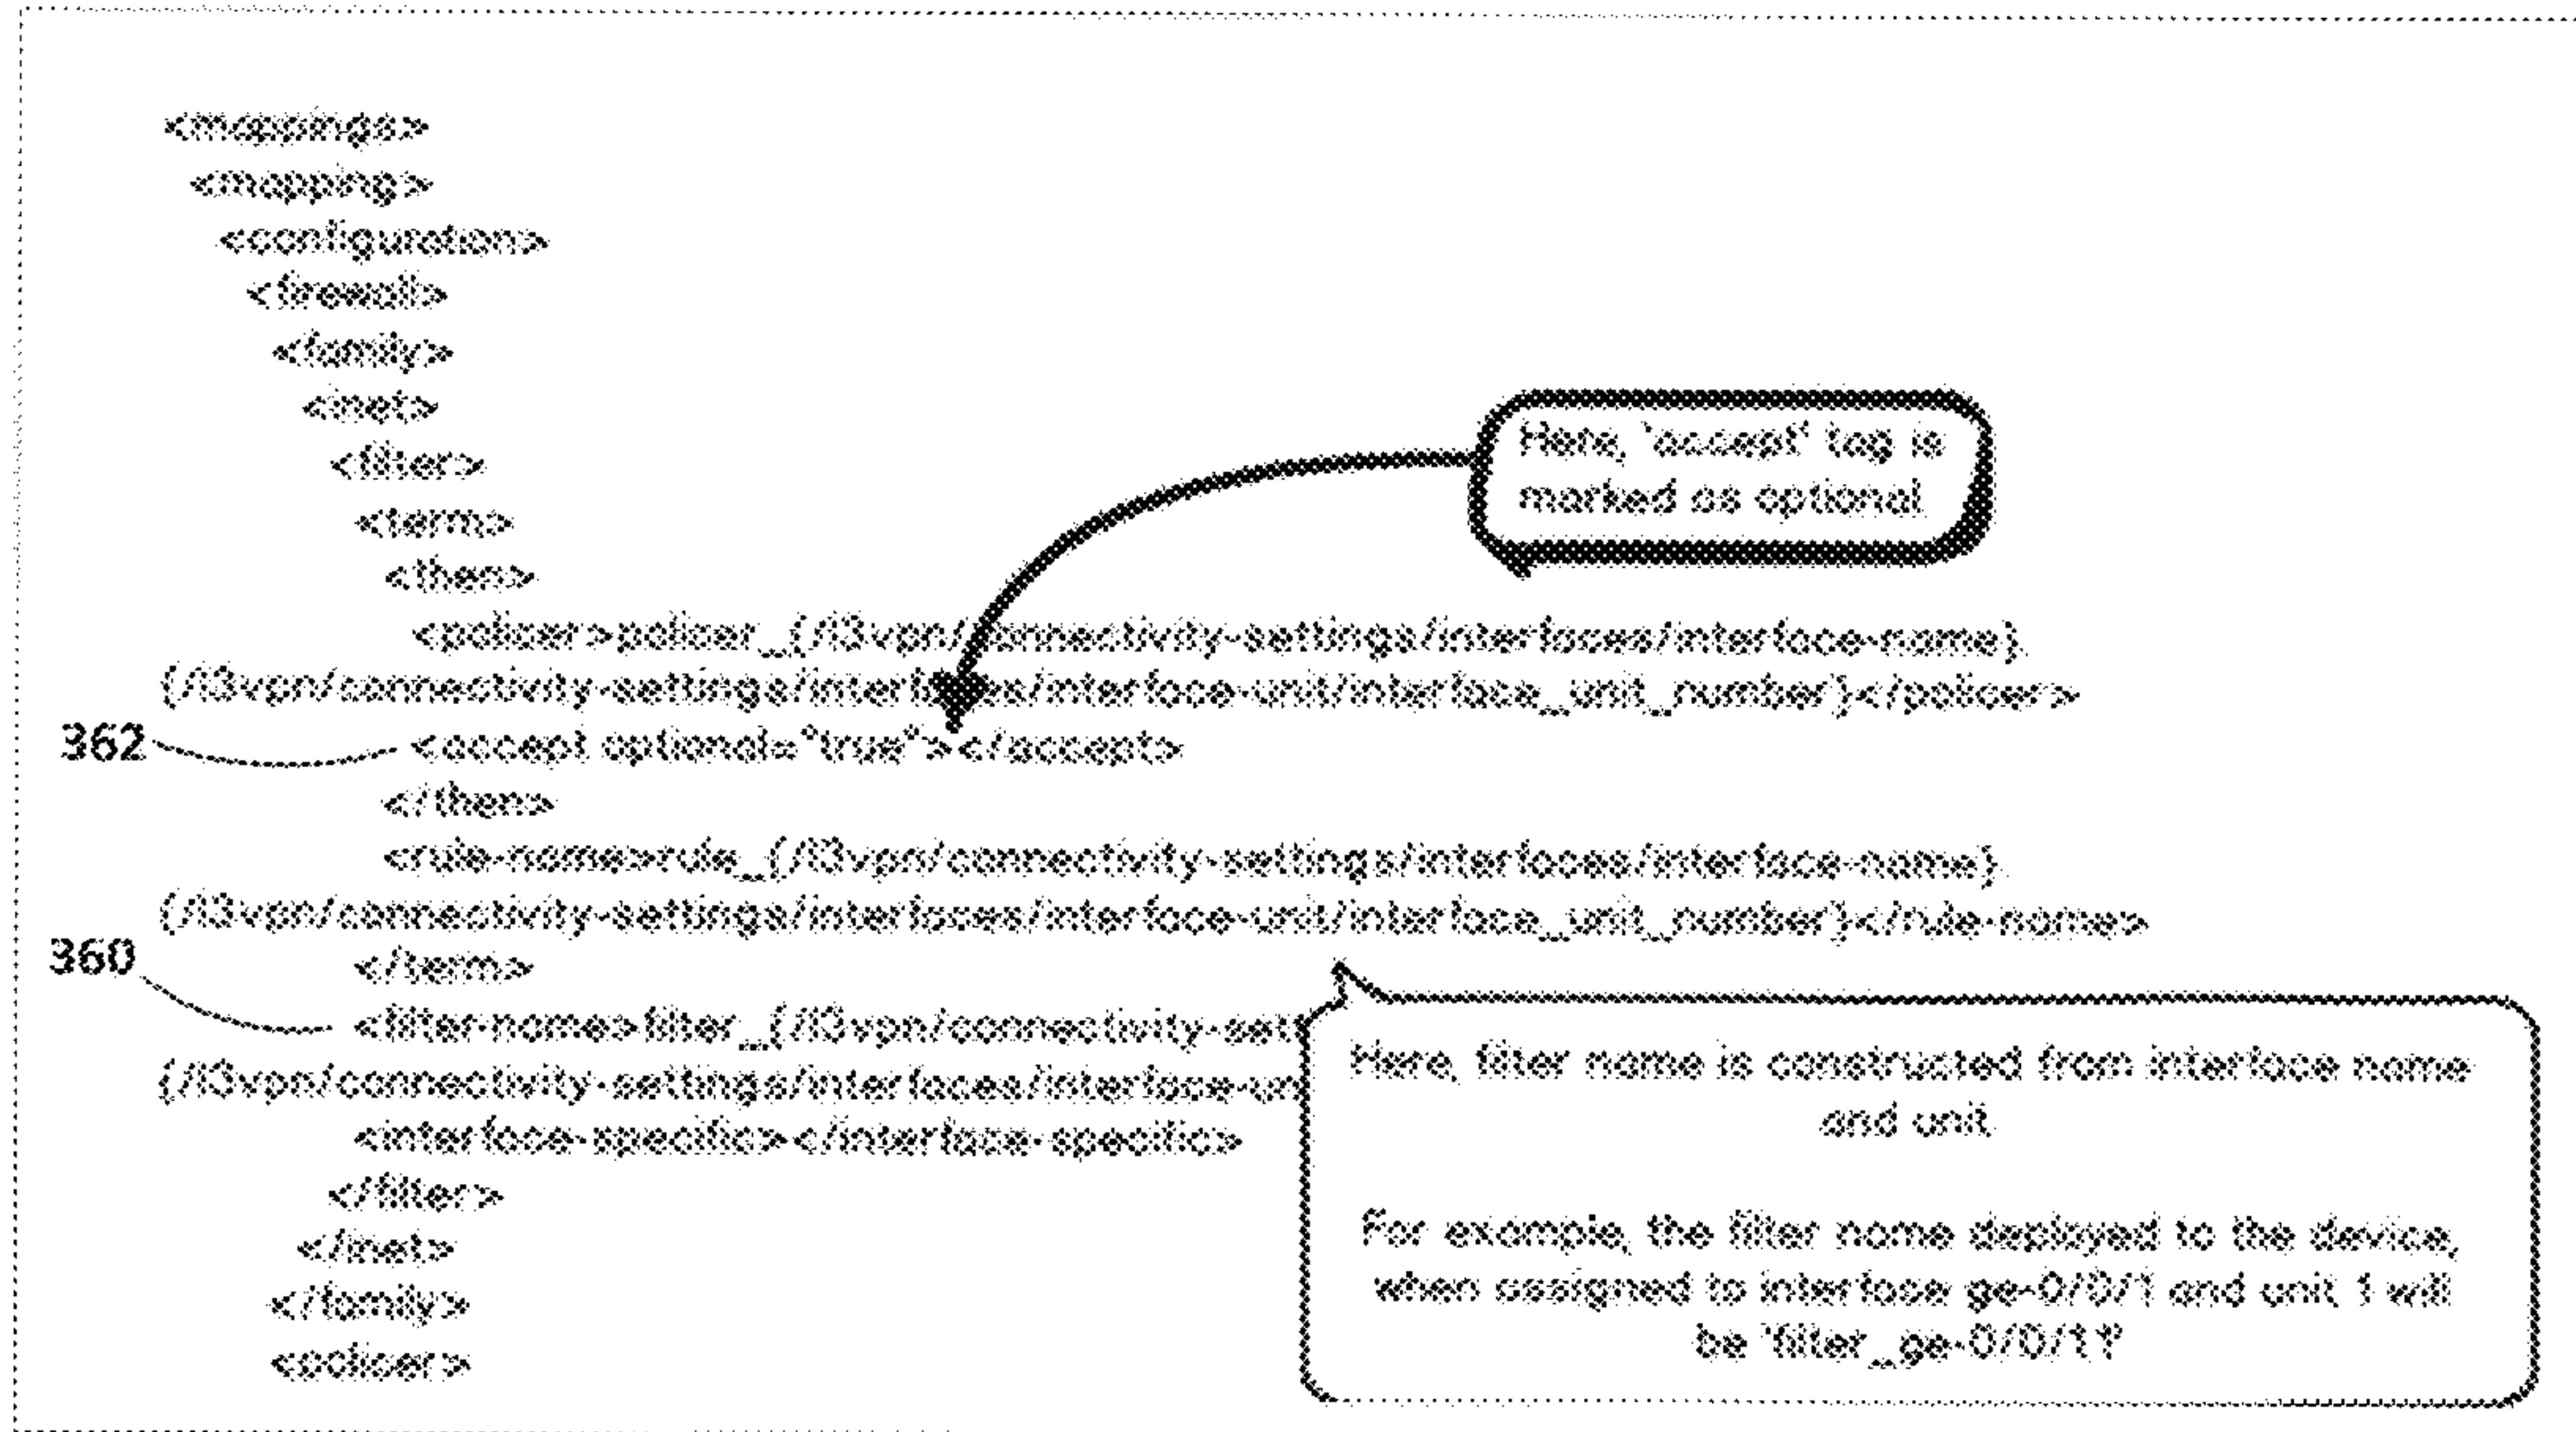 <mappings>
<mapping>
<configuration>
<firewall>
<family>
<inet>
<filter>
<term>
<then>
<policer>policer_{/l3vpn/connectivity-settings/interfaces/interface-name}
{/l3vpn/connectivity-settings/interfaces/interface-unit/interface_unit_number}</policer>
362 <accept optional="true"></accept>
</then>
<rule-name>rule_{/l3vpn/connectivity-settings/interfaces/interface-name}
{/l3vpn/connectivity-settings/interfaces/interface-unit/interface_unit_number}</rule-name>
</term>
360 <filter-name>filter_{/l3vpn/connectivity-sett
{/l3vpn/connectivity-settings/interfaces/interface-uni
<interface-specific></interface-specific>
</filter>
</inet>
</family>
<policer>
Here, `accept' tag is
marked as optional
Here, filter name is constructed from interface name
and unit
For example, the filter name deployed to the device,
when assigned to interface ge-0/0/1 and unit 1 will
be 'filter_ge-0/0/11'